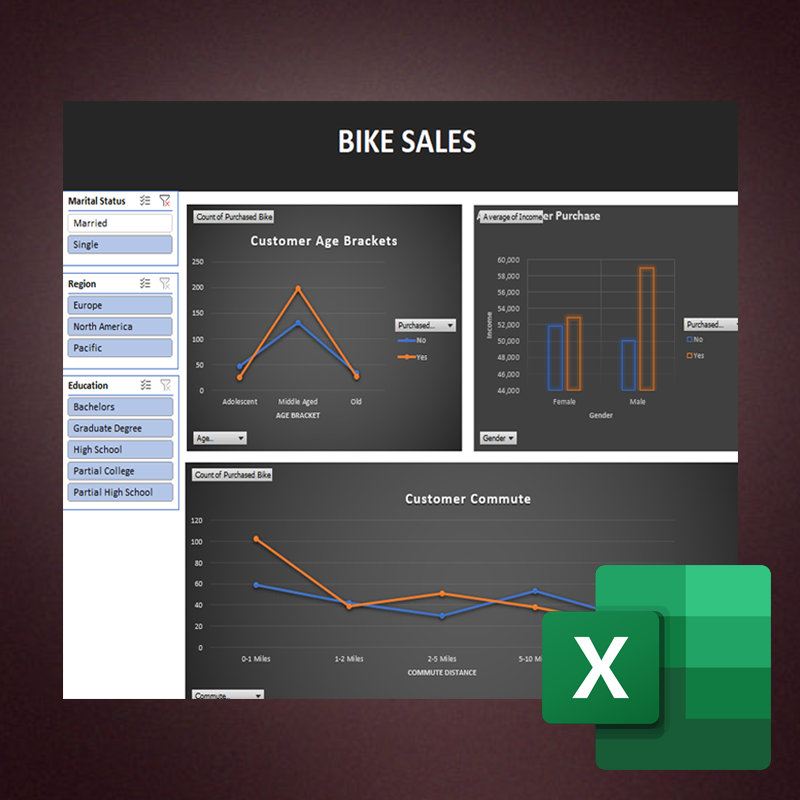 BIKE SALES
Marital Status
Married
Single
Region
Europe
North America
Pacific
Education
Bachelors
Graduate Degree
High School
Partial College
Partial High School
Count of Purchased Bike
Customer Age Brackets
250
200
150
100
50
0
Adolescent Middle Aged Old
AGE BRACKET
Purchased...
No
Yes
Age...
Average of Income
Purchase
60,000
58,000
56,000
54,000
52,000
50,000
48,000
46,000
44,000
Income
Female Male
Gender
Purchased...
No
Yes
Gender
Count of Purchased Bike
Customer Commute
120
100
80
60
40
20
0
0-1 Miles 1-2 Miles 2-5 Miles 5-10
COMMUTE DISTANCE
Commute...
X